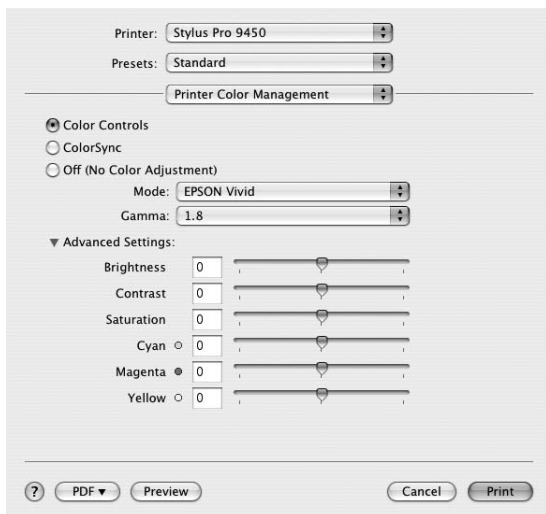 Printer: Stylus Pro 9450
Presets: Standard
Printer Color Management
Color Controls
ColorSync
Off (No Color Adjustment)
Mode: EPSON Vivid
Gamma: 1.8
▼ Advanced Settings:
Brightness 0
Contrast 0
Saturation 0
Cyan 0
Magenta 0
Yellow 0
? PDF ▼ Preview Cancel Print